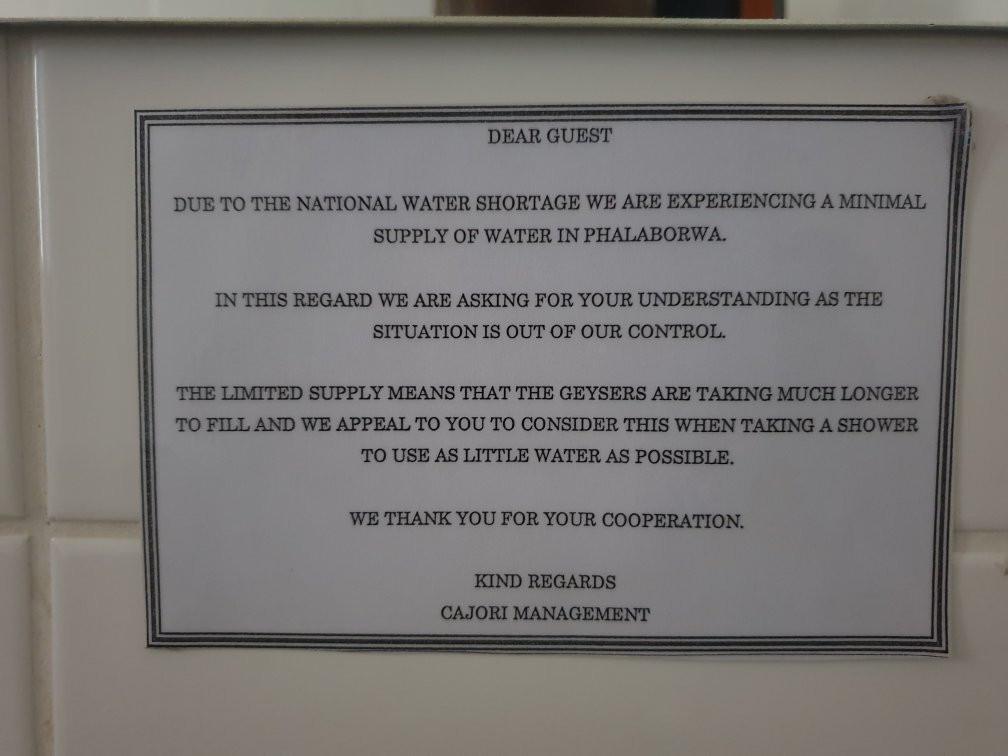 DEAR GUEST
DUE TO THE NATIONAL WATER SHORTAGE WE ARE EXPERIENCING A MINIMAL
SUPPLY OF WATER IN PHALABORWA.
IN THIS REGARD WE ARE ASKING FOR YOUR UNDERSTANDING AS THE
SITUATION IS OUT OF OUR CONTROL.
THE LIMITED SUPPLY MEANS THAT THE GEYSERS ARE TAKING MUCH LONGER
TO FILL AND WE APPEAL TO YOU TO CONSIDER THIS WHEN TAKING A SHOWER
TO USE AS LITTLE WATER AS POSSIBLE.
WE THANK YOU FOR YOUR COOPERATION.
KIND REGARDS
CAJORI MANAGEMENT